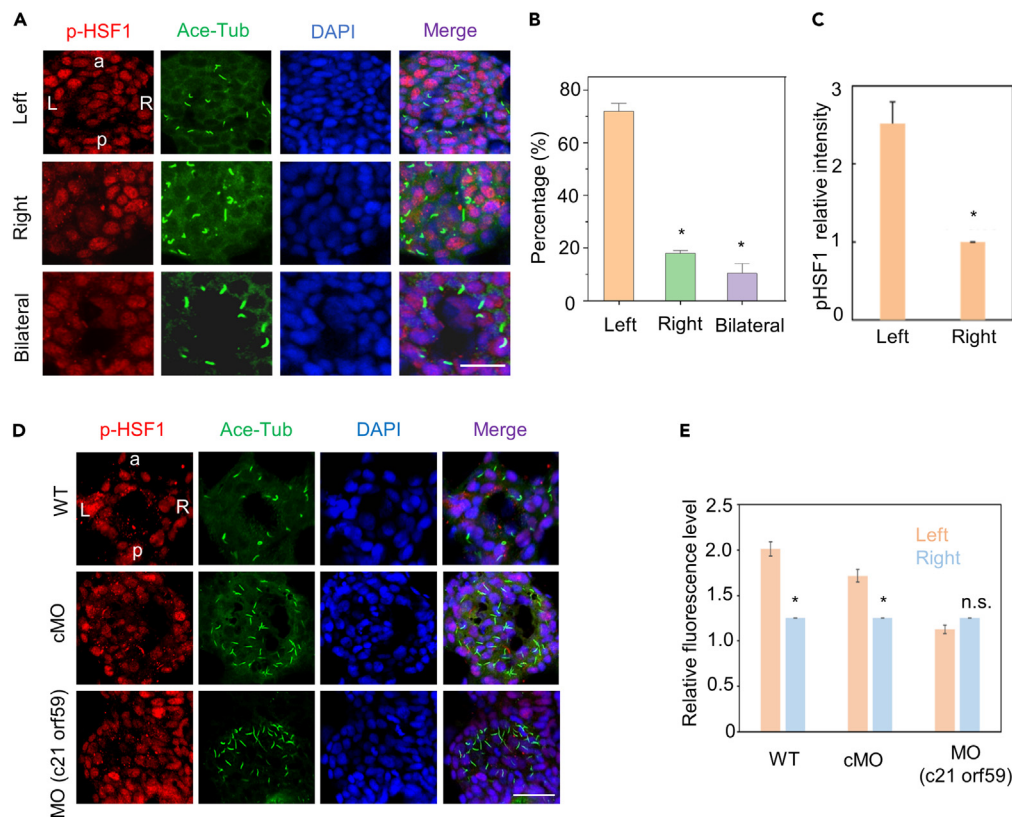 A
p-HSF1 Ace-Tub DAPI Merge
Left
a
L R
p
Right
Bilateral
B
Percentage (%)
80
60
40
20
0
* *
Left Right Bilateral
C
pHSF1 relative intensity
3
2
1
0
*
Left Right
D
p-HSF1 Ace-Tub DAPI Merge
WT
a
L R
p
cMO
MO (c21 orf59)
E
Relative fluorescence level
2.5
2.0
1.5
1.0
0.5
0
Left
Right
* * n.s.
WT cMO MO
(c21 orf59)